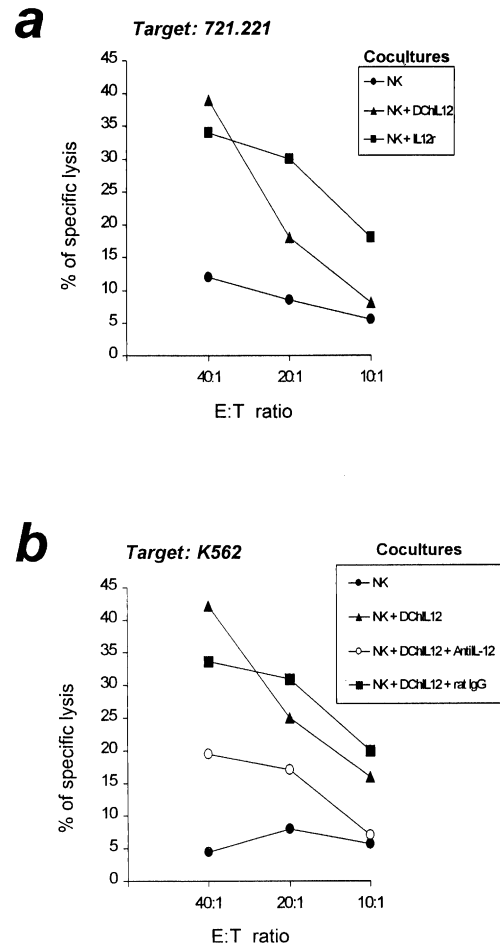 a
Target: 721.221
Cocultures
NK
NK + DChIL12
NK + IL12r
% of specific lysis
45
40
35
30
25
20
15
10
5
0
40:1
20:1
10:1
E:T ratio
b
Target: K562
Cocultures
NK
NK + DChIL12
NK + DChIL12 + AntiIL-12
NK + DChIL12 + rat IgG
% of specific lysis
45
40
35
30
25
20
15
10
5
0
40:1
20:1
10:1
E:T ratio